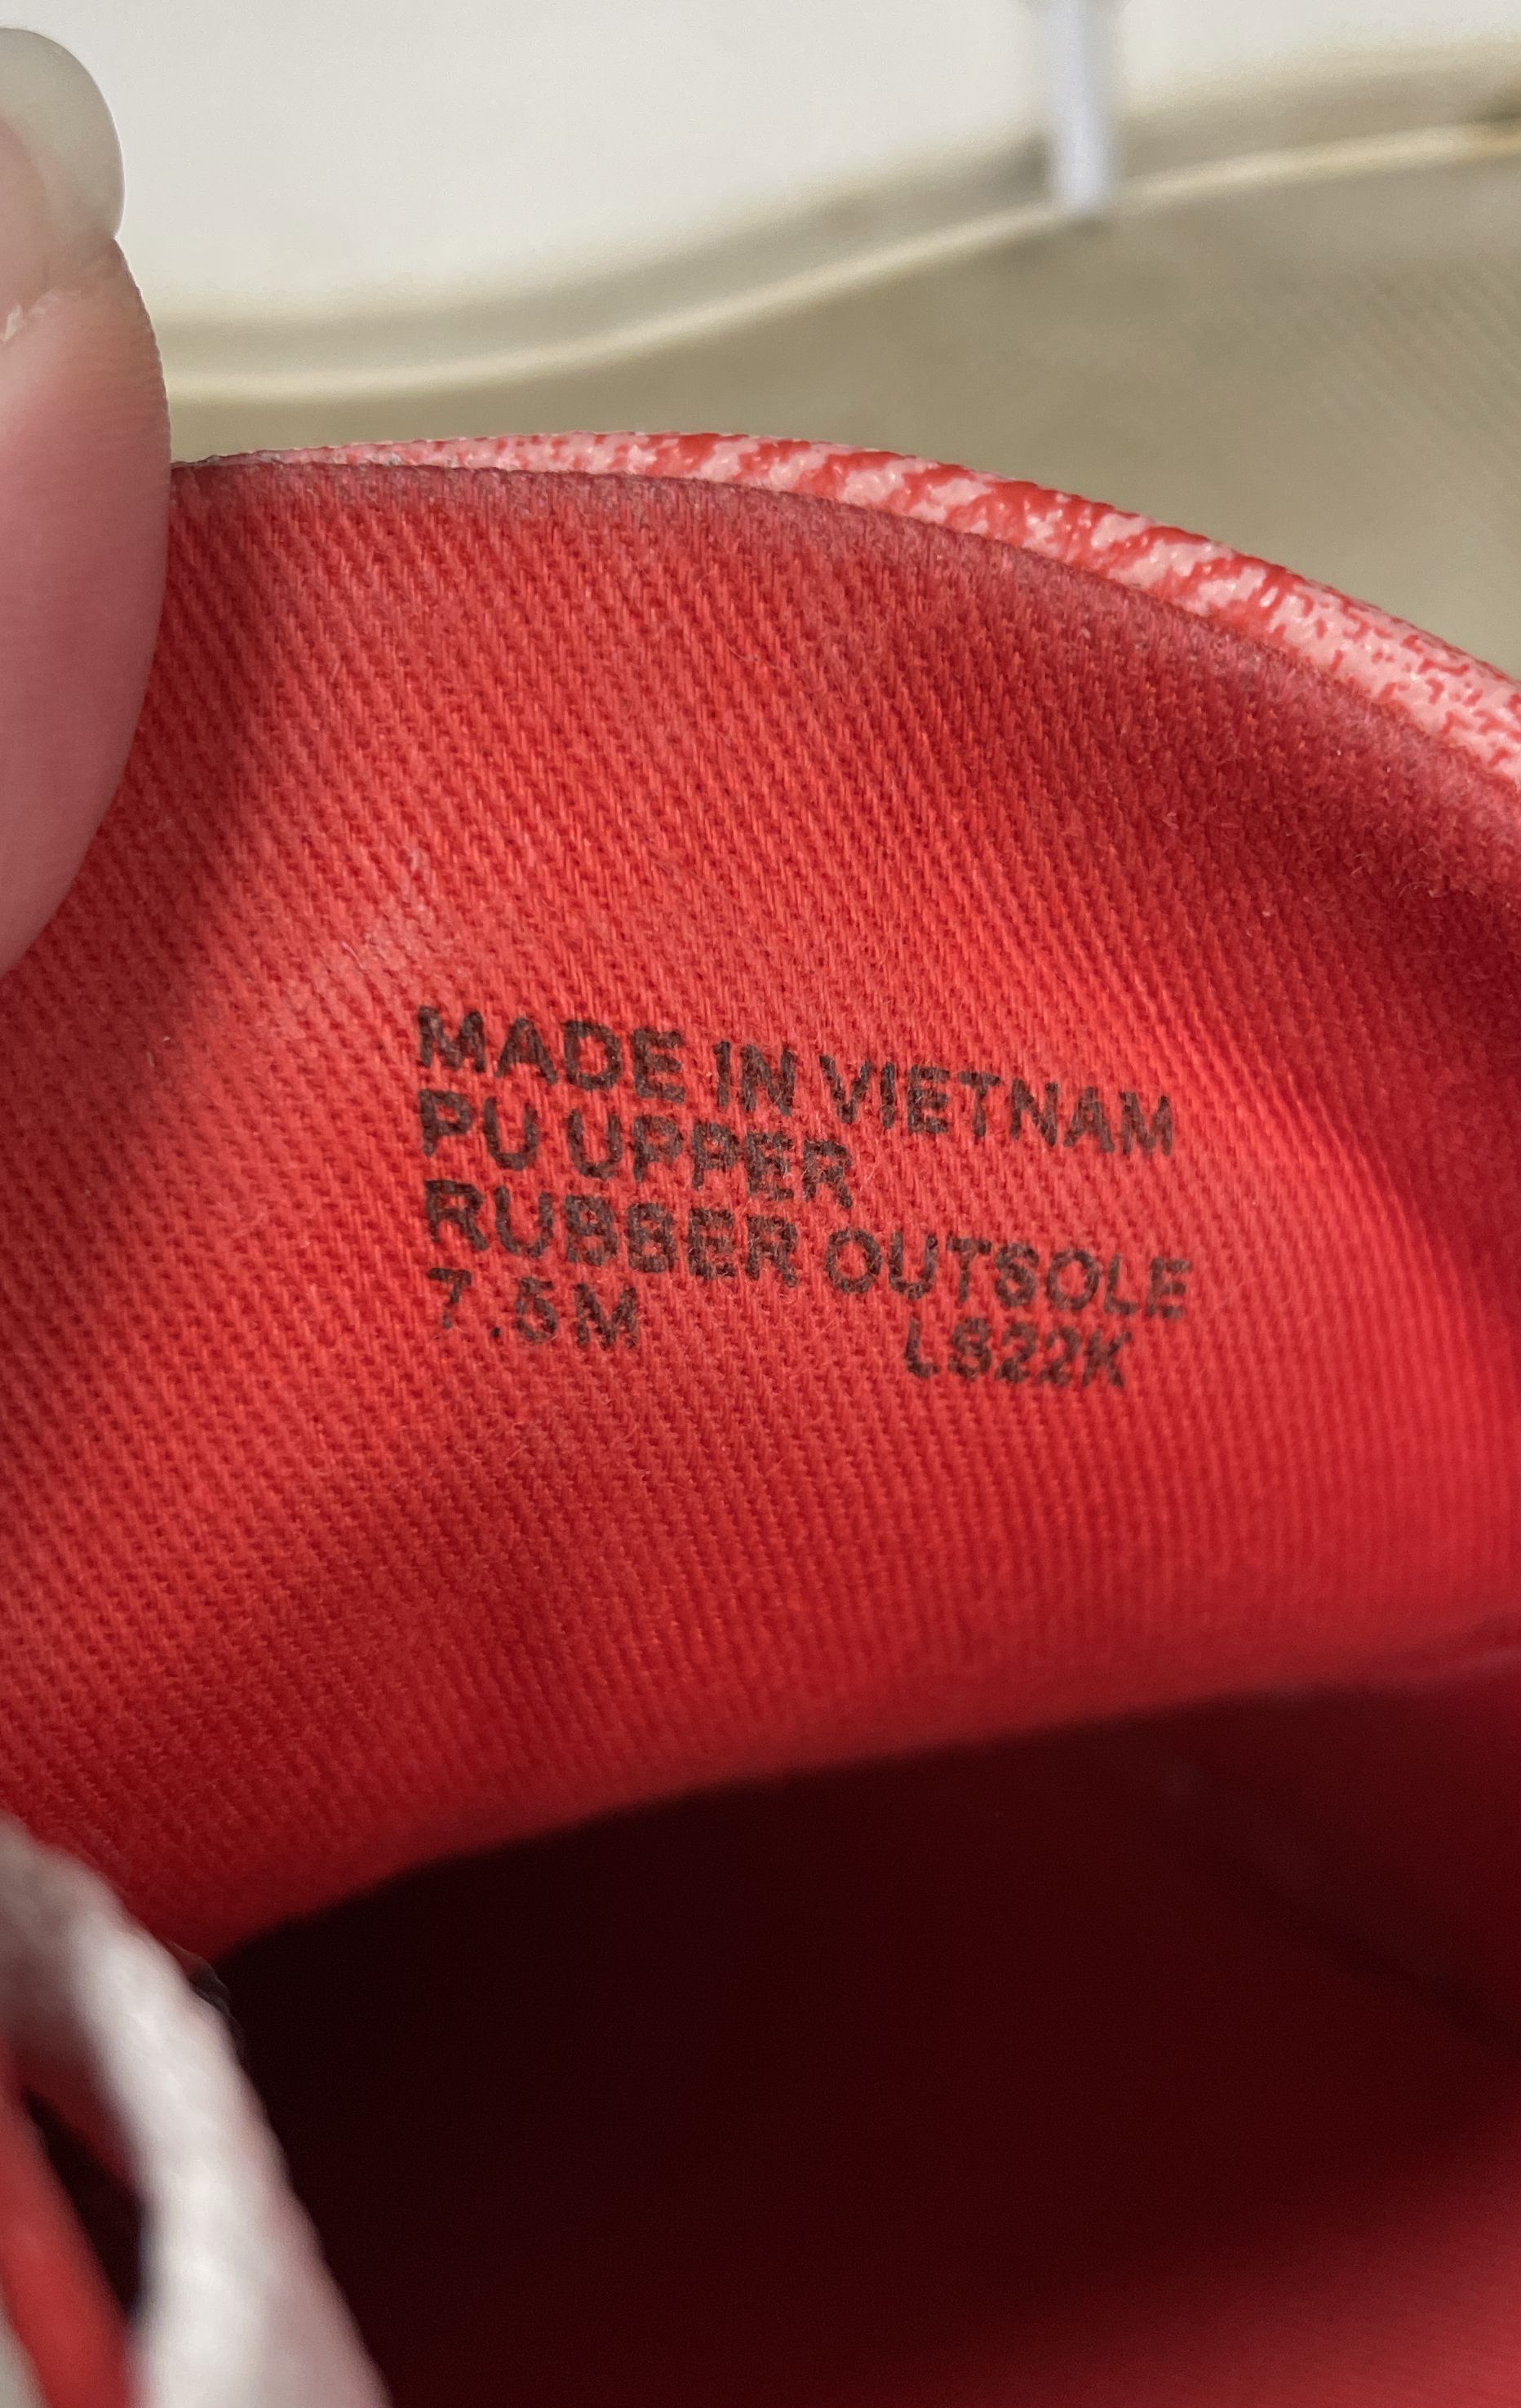 MADE IN VIETNAM
PU UPPER
RUBBER OUTSOLE
7.5M LS22K